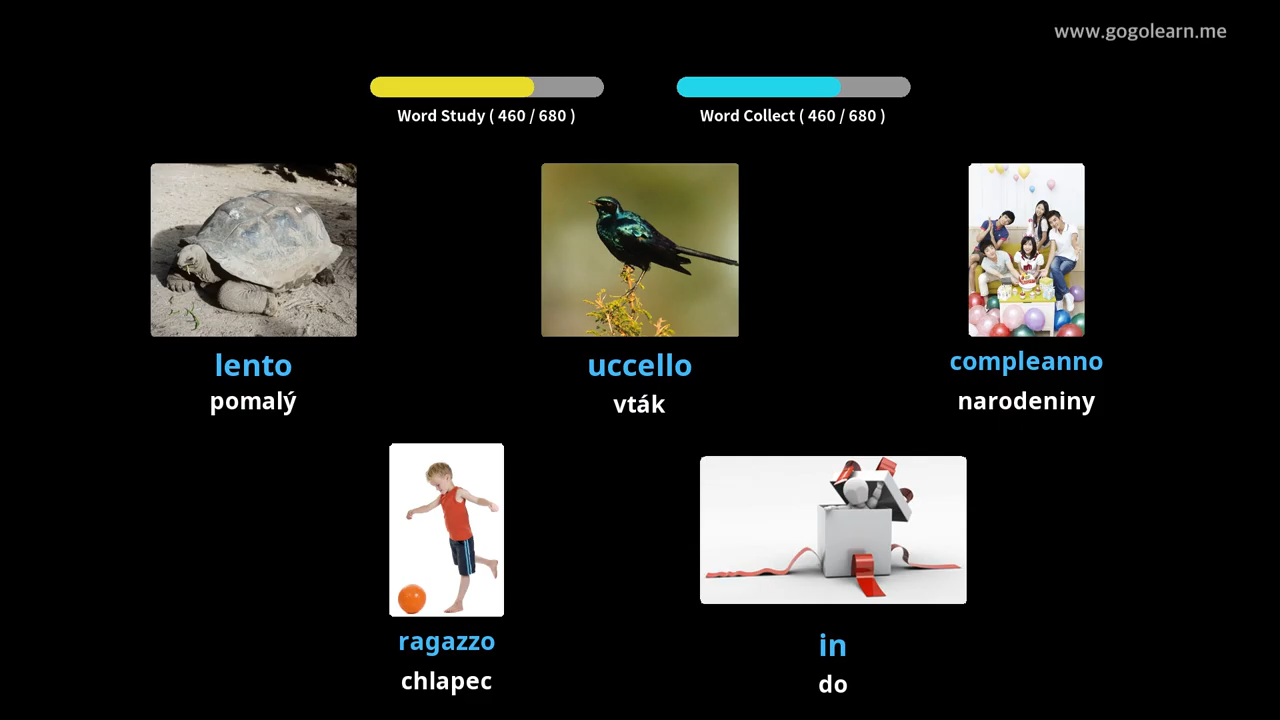 www.gogolearn.me
Word Study ( 460 / 680 )
Word Collect ( 460 / 680 )
lento
pomalý
uccello
vták
compleanno
narodeniny
ragazzo
chlapec
in
do